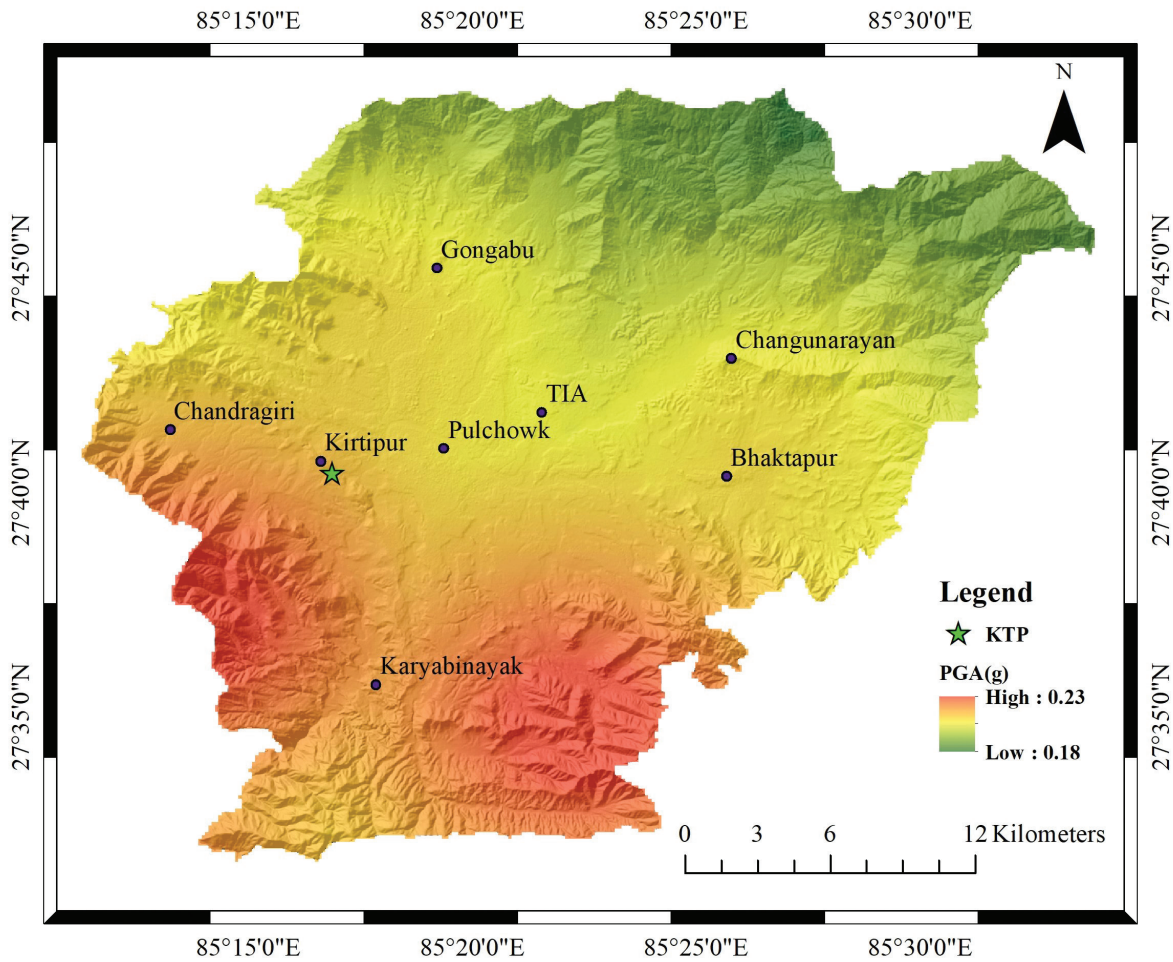 85°15'0"E 85°20'0"E 85°25'0"E 85°30'0"E
N
27°45'0"N 27°45'0"N
Gongabu
Changunarayan
TIA
Chandragiri
Pulchowk
Kirtipur
Bhaktapur
27°40'0"N 27°40'0"N
Legend
KTP
Karyabinayak
PGA(g)
High : 0.23
Low : 0.18
27°35'0"N 27°35'0"N
0 3 6 12 Kilometers
85°15'0"E 85°20'0"E 85°25'0"E 85°30'0"E